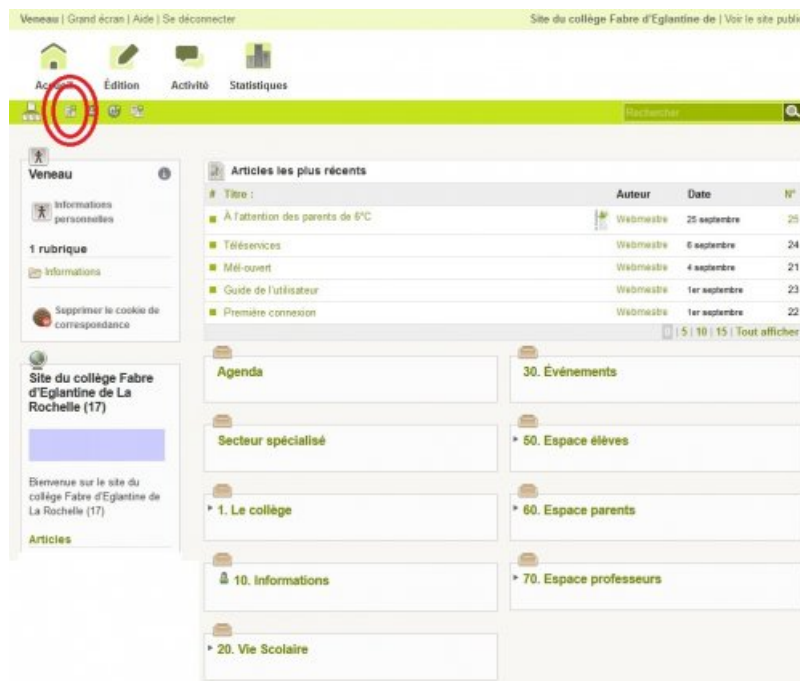 Veneau | Grand écran | Aide | Se déconnecter
Site du collège Fabre d'Eglantine de | Voir le site public
Accueil
Édition
Activité
Statistiques
Rechercher
Veneau
Informations
personnelles
1 rubrique
Informations
Supprimer le cookie de
correspondance
Site du collège Fabre
d'Eglantine de La
Rochelle (17)
Bienvenue sur le site du
collège Fabre d'Eglantine de
La Rochelle (17)
Articles
Articles les plus récents
# Titre : Auteur Date N°
À l'attention des parents de 6°C Webmestre 25 septembre 25
Téléservices Webmestre 6 septembre 24
Mél-ouvert Webmestre 4 septembre 21
Guide de l'utilisateur Webmestre 1er septembre 23
Première connexion Webmestre 1er septembre 22
0 | 5 | 10 | 15 | Tout afficher
Agenda
30. Événements
Secteur spécialisé
50. Espace élèves
1. Le collège
60. Espace parents
10. Informations
70. Espace professeurs
20. Vie Scolaire